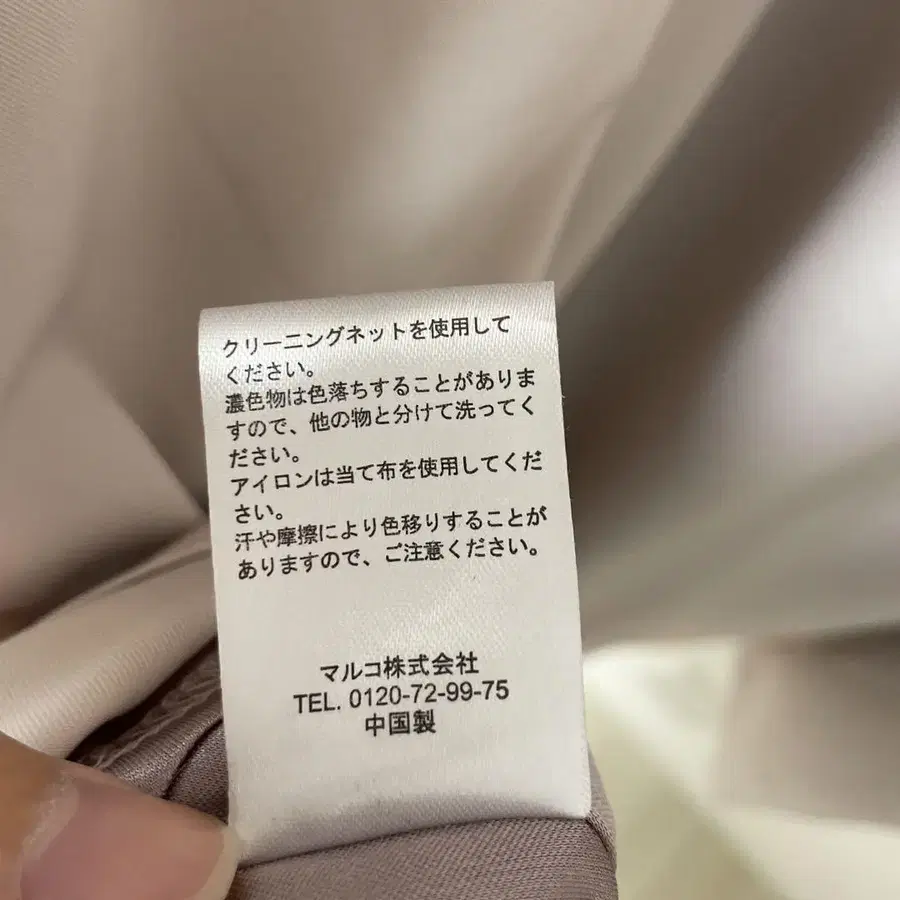 クリーニングネットを使用して
ください。
濃色物は色落ちすることがありま
すので、他の物と分けて洗ってく
ださい。
アイロンは当て布を使用してくだ
さい。
汗や摩擦により色移りすることが
ありますので、ご注意ください。
マルコ株式会社
TEL. 0120-72-99-75
中国製